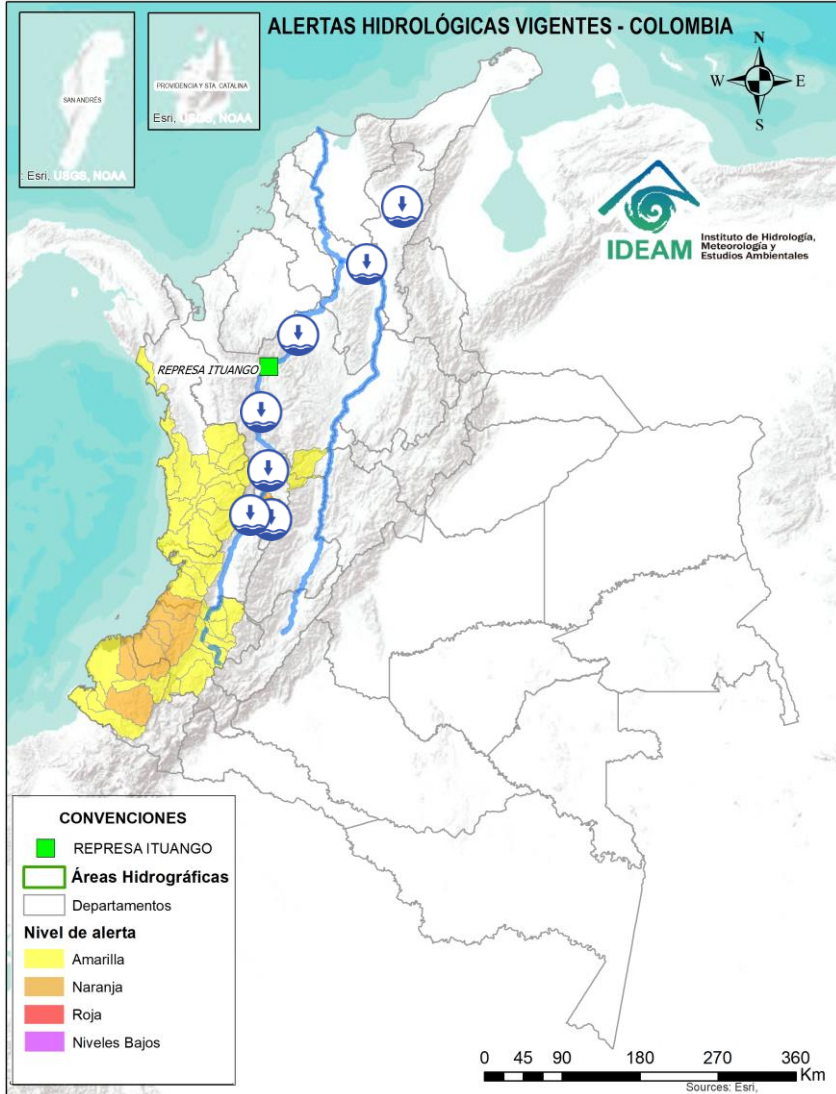 ALERTAS HIDROLÓGICAS VIGENTES - COLOMBIA
N
W
E
S
SAN ANDRÉS
Esri, USGS, NOAA
PROVIDENCIA Y STA. CATALINA
Esri, USGS, NOAA
IDEAM
Instituto de Hidrología,
Meteorología y
Estudios Ambientales
REPRESA ITUANGO
CONVENCIONES
REPRESA ITUANGO
Áreas Hidrográficas
Departamentos
Nivel de alerta
Amarilla
Naranja
Roja
Niveles Bajos
0 45 90 180 270 360
Km
Sources: Esri,